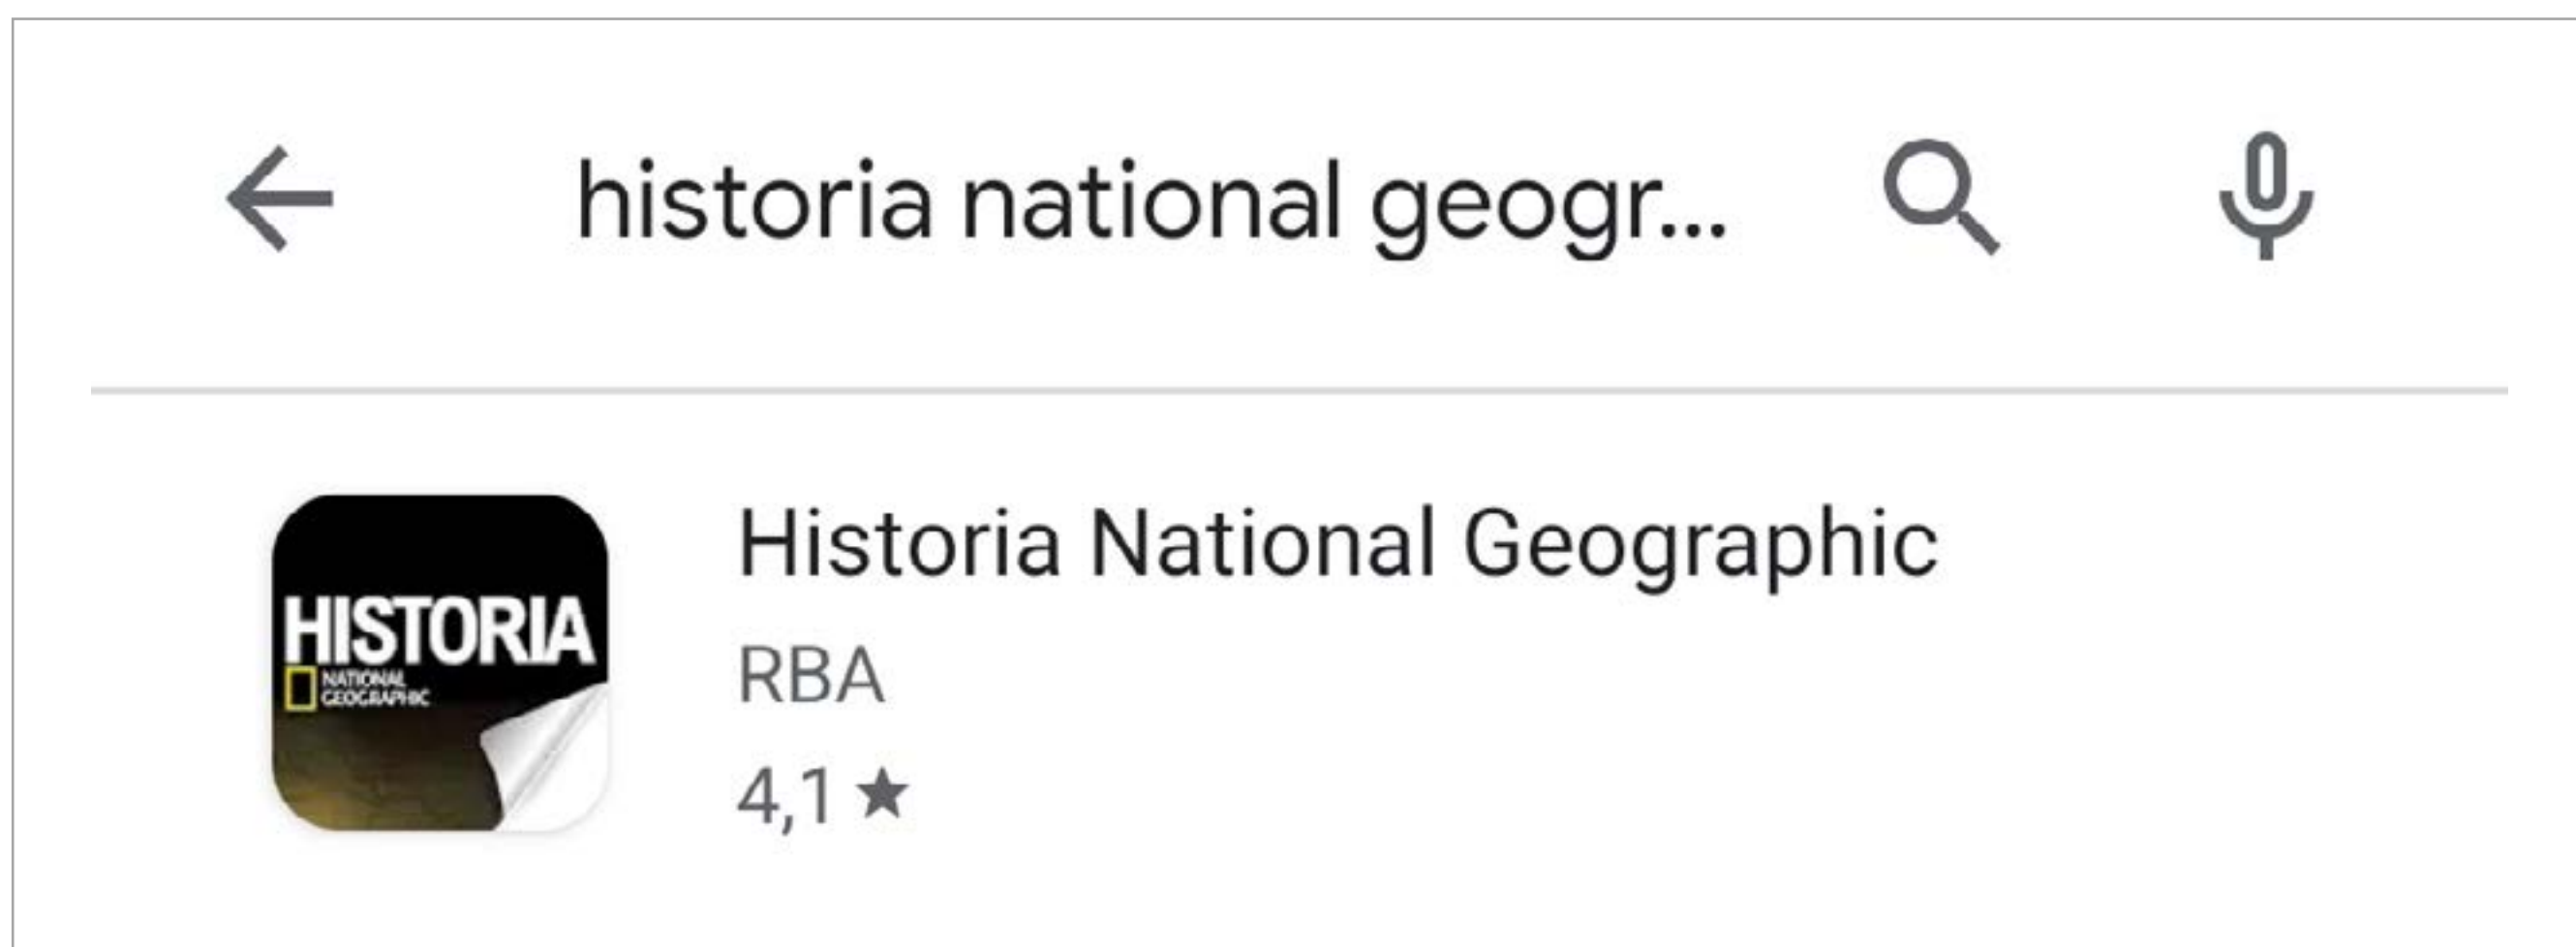 historia national geogr...
Historia National Geographic
HISTORIA
NATIONAL
GEOGRAPHIC
RBA
4,1 ★